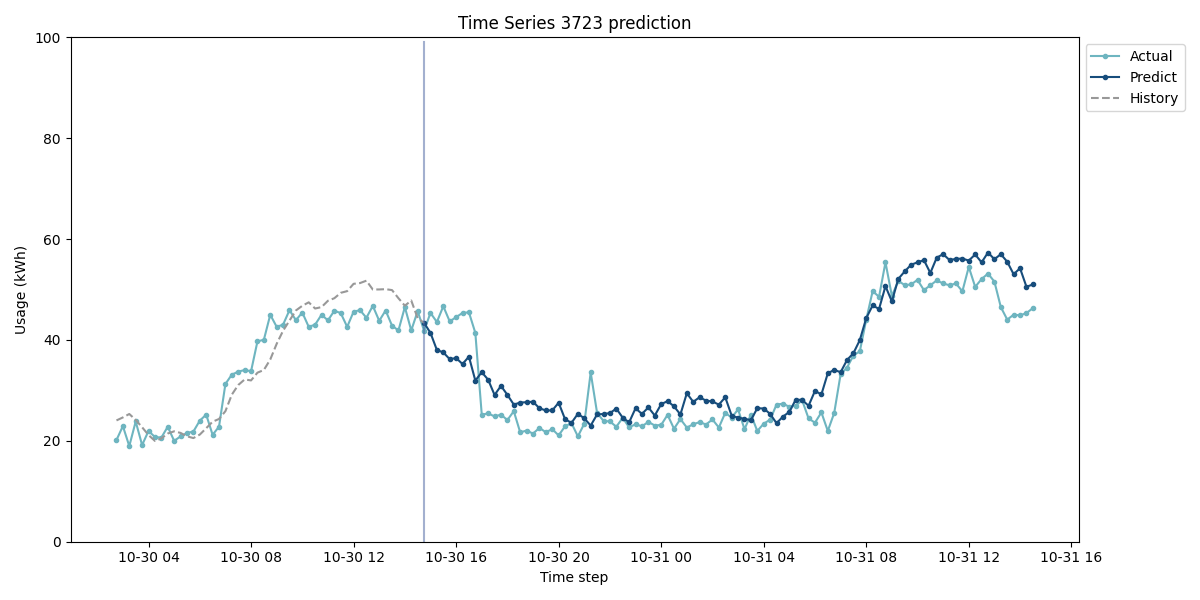 Time Series 3723 prediction
100
80
60
40
20
0
Usage (kWh)
10-30 04 10-30 08 10-30 12 10-30 16 10-30 20 10-31 00 10-31 04 10-31 08 10-31 12 10-31 16
Time step
Actual
Predict
History